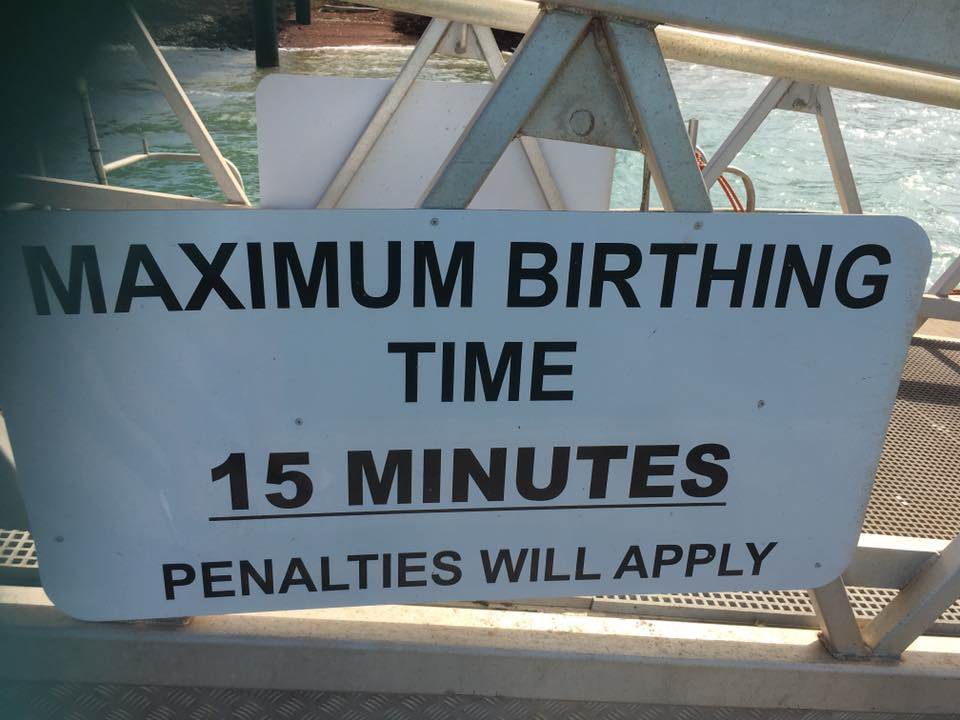 MAXIMUM BIRTHING
TIME
15 MINUTES
PENALTIES WILL APPLY